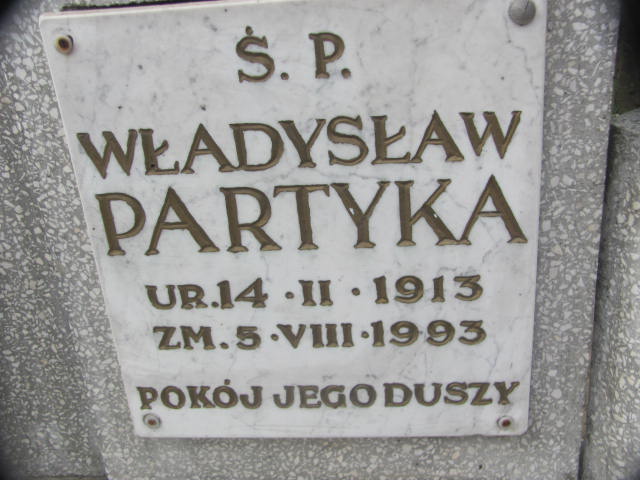 Ś. P.
WŁADYSŁAW
PARTYKA
UR. 14 · II · 1913
ZM. 5 · VIII · 1993
POKÓJ JEGO DUSZY